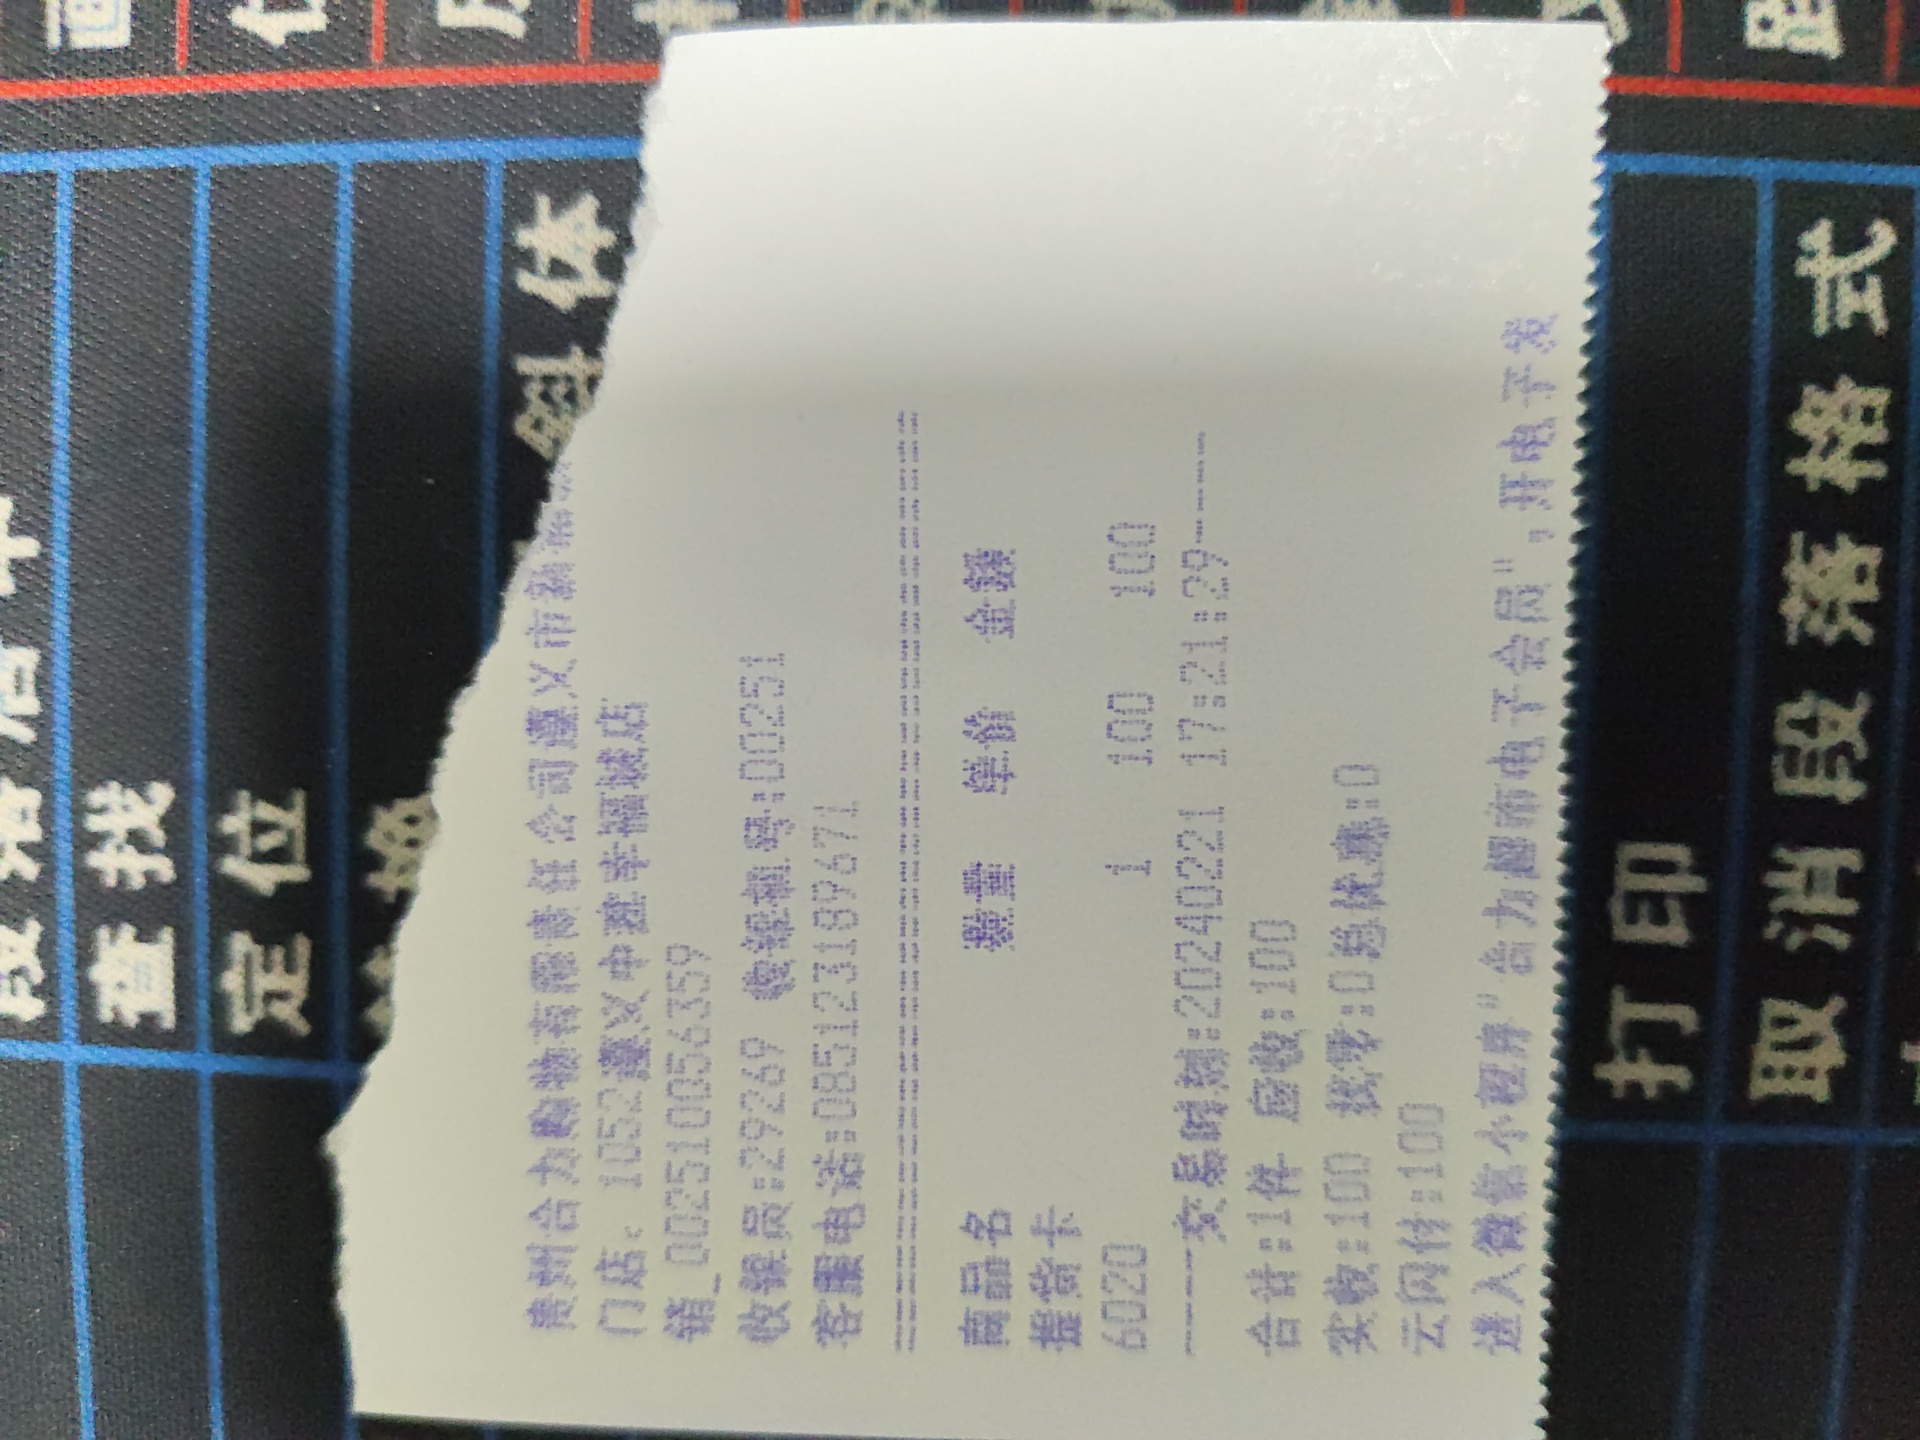 贵州合力购物有限责任公司遵义市新
门店: 1052遵义中建幸福城店
销_002510056359
收银员:29269 收银机号:00251
客服电话:085123189671
商品名 数量 单价 金额
提货卡
6020 1 100 100
----交易时刻:20240221 17:21:29----
合计:1件 应收:100
实收:100 找零:0总优惠:0
云闪付:100
进入微信小程序"合力超市电子会员",开电子发
查找
定位
体
打印
取消段落格式